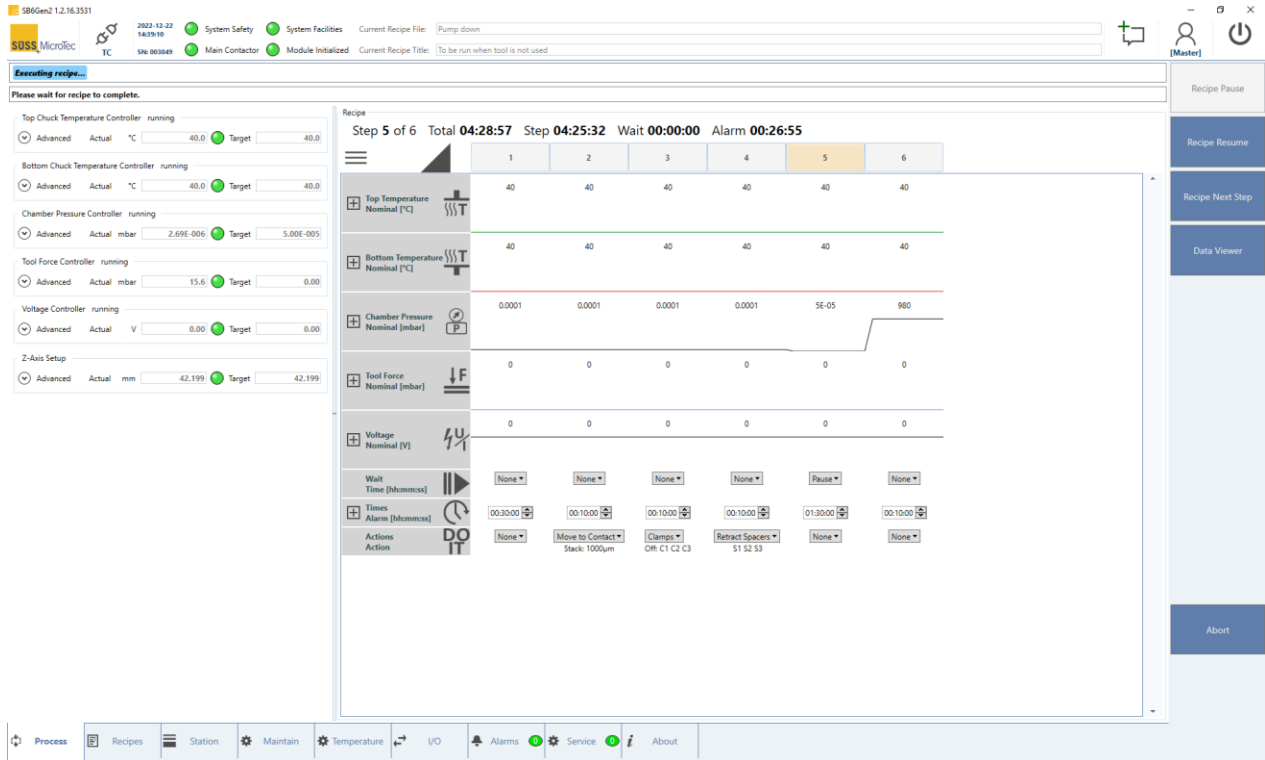 SB6Gen2 1.2.16.3531
SUSS MicroTec
TC
2022-12-22
14:39:10
SN: 003049
System Safety
System Facilities
Main Contactor
Module Initialized
Current Recipe File: Pump down
Current Recipe Title: To be run when tool is not used
[Master]
Executing recipe...
Please wait for recipe to complete.
Top Chuck Temperature Controller running
Advanced Actual °C 40.0 Target 40.0
Bottom Chuck Temperature Controller running
Advanced Actual °C 40.0 Target 40.0
Chamber Pressure Controller running
Advanced Actual mbar 2.69E-006 Target 5.00E-005
Tool Force Controller running
Advanced Actual mbar 15.6 Target 0.00
Voltage Controller running
Advanced Actual V 0.00 Target 0.00
Z-Axis Setup
Advanced Actual mm 42.199 Target 42.199
Recipe
Step 5 of 6 Total 04:28:57 Step 04:25:32 Wait 00:00:00 Alarm 00:26:55
1 2 3 4 5 6
Top Temperature
Nominal [°C]
T
40 40 40 40 40 40
Bottom Temperature
Nominal [°C]
T
40 40 40 40 40 40
Chamber Pressure
Nominal [mbar]
P
0.0001 0.0001 0.0001 0.0001 5E-05 980
Tool Force
Nominal [mbar]
F
0 0 0 0 0 0
Voltage
Nominal [V]
U
I
0 0 0 0 0 0
Wait
Time [hh:mm:ss]
None None None None Pause None
Times
Alarm [hh:mm:ss]
00:30:00 00:10:00 00:10:00 00:10:00 01:30:00 00:10:00
Actions
Action
DO
IT
None Move to Contact Clamps Retract Spacers None None
Stack: 1000µm Off: C1 C2 C3 S1 S2 S3
Recipe Pause
Recipe Resume
Recipe Next Step
Data Viewer
Abort
Process Recipes Station Maintain Temperature I/O Alarms 0 Service 0 i About